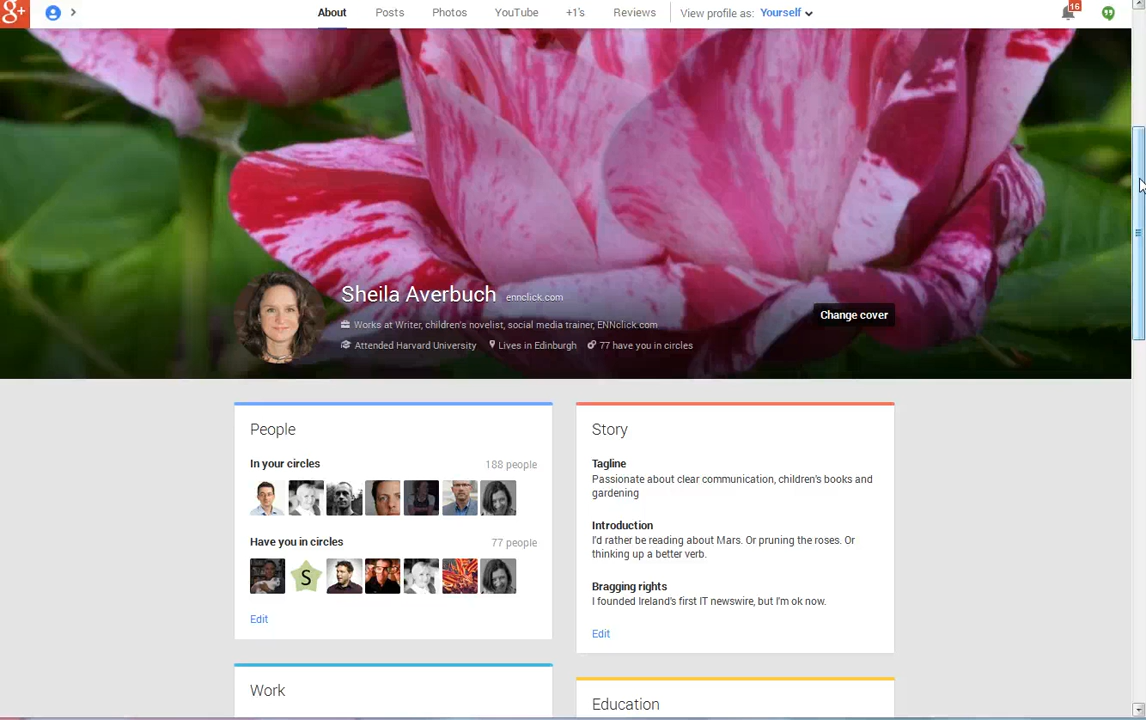 g+ About Posts Photos YouTube +1's Reviews View profile as: Yourself 16
Sheila Averbuch ennclick.com
Works at Writer, children's novelist, social media trainer, ENNclick.com
Attended Harvard University Lives in Edinburgh 77 have you in circles
Change cover
People
In your circles 188 people
Have you in circles 77 people
S
Edit
Story
Tagline
Passionate about clear communication, children's books and
gardening
Introduction
I'd rather be reading about Mars. Or pruning the roses. Or
thinking up a better verb.
Bragging rights
I founded Ireland's first IT newswire, but I'm ok now.
Edit
Work
Education